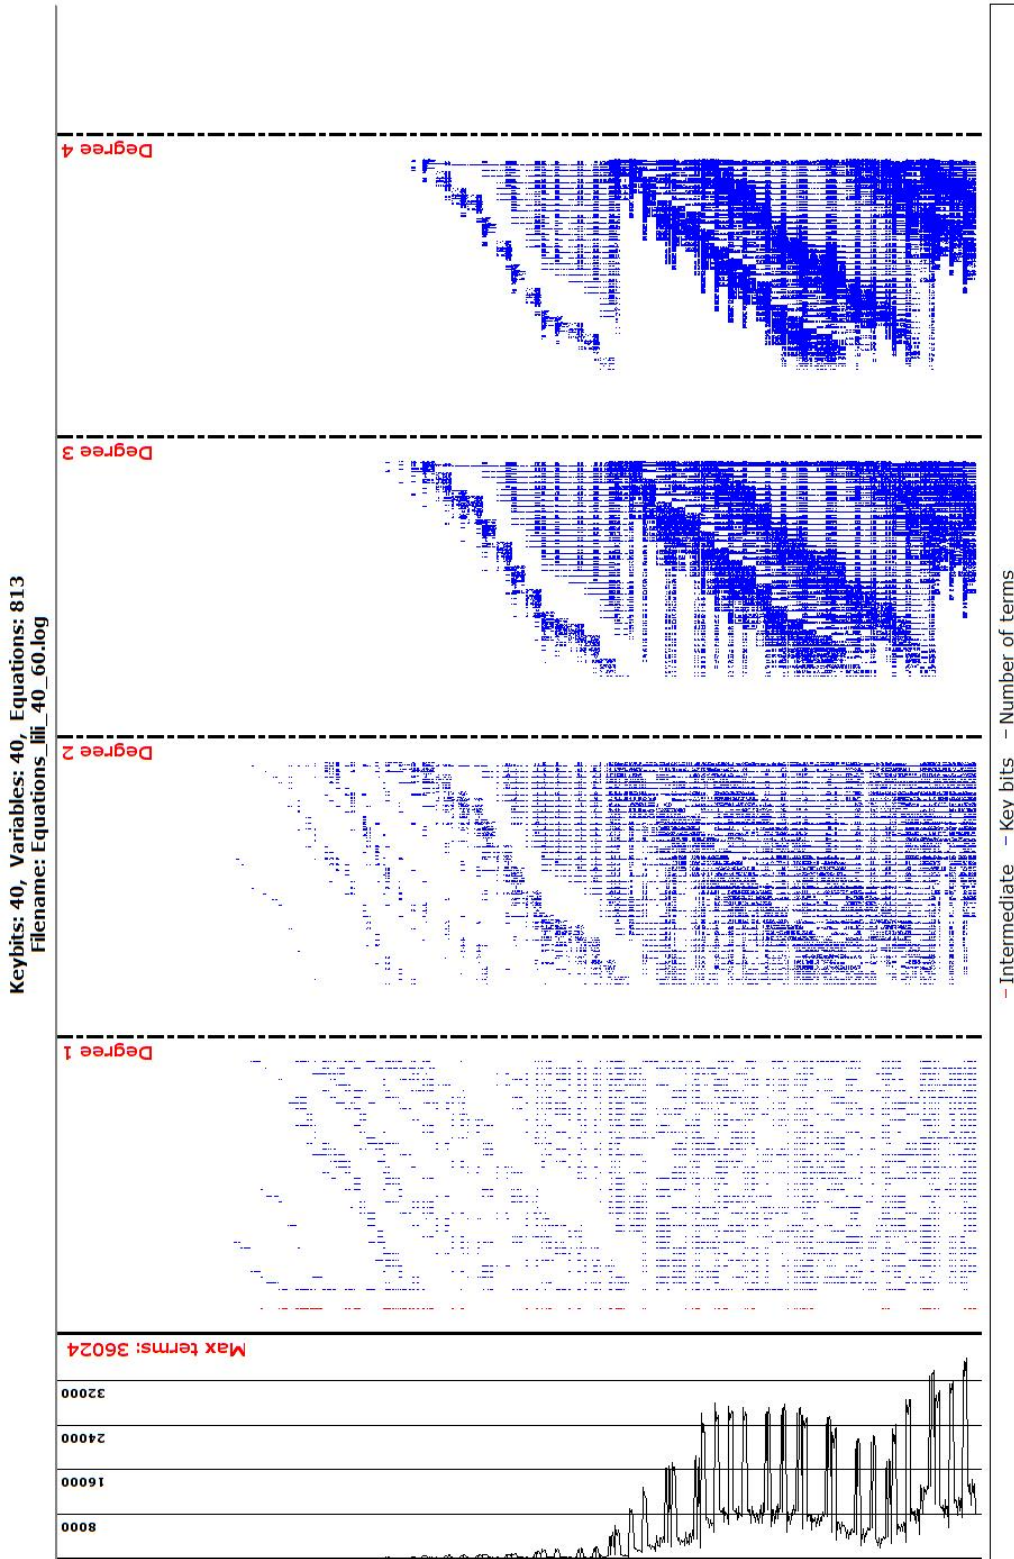 Keybits: 40, Variables: 40, Equations: 813
Filename: Equations_lili_40_60.log
Degree 4
Degree 3
Degree 2
Degree 1
Max terms: 36024
32000
24000
16000
8000
– Intermediate – Key bits – Number of terms